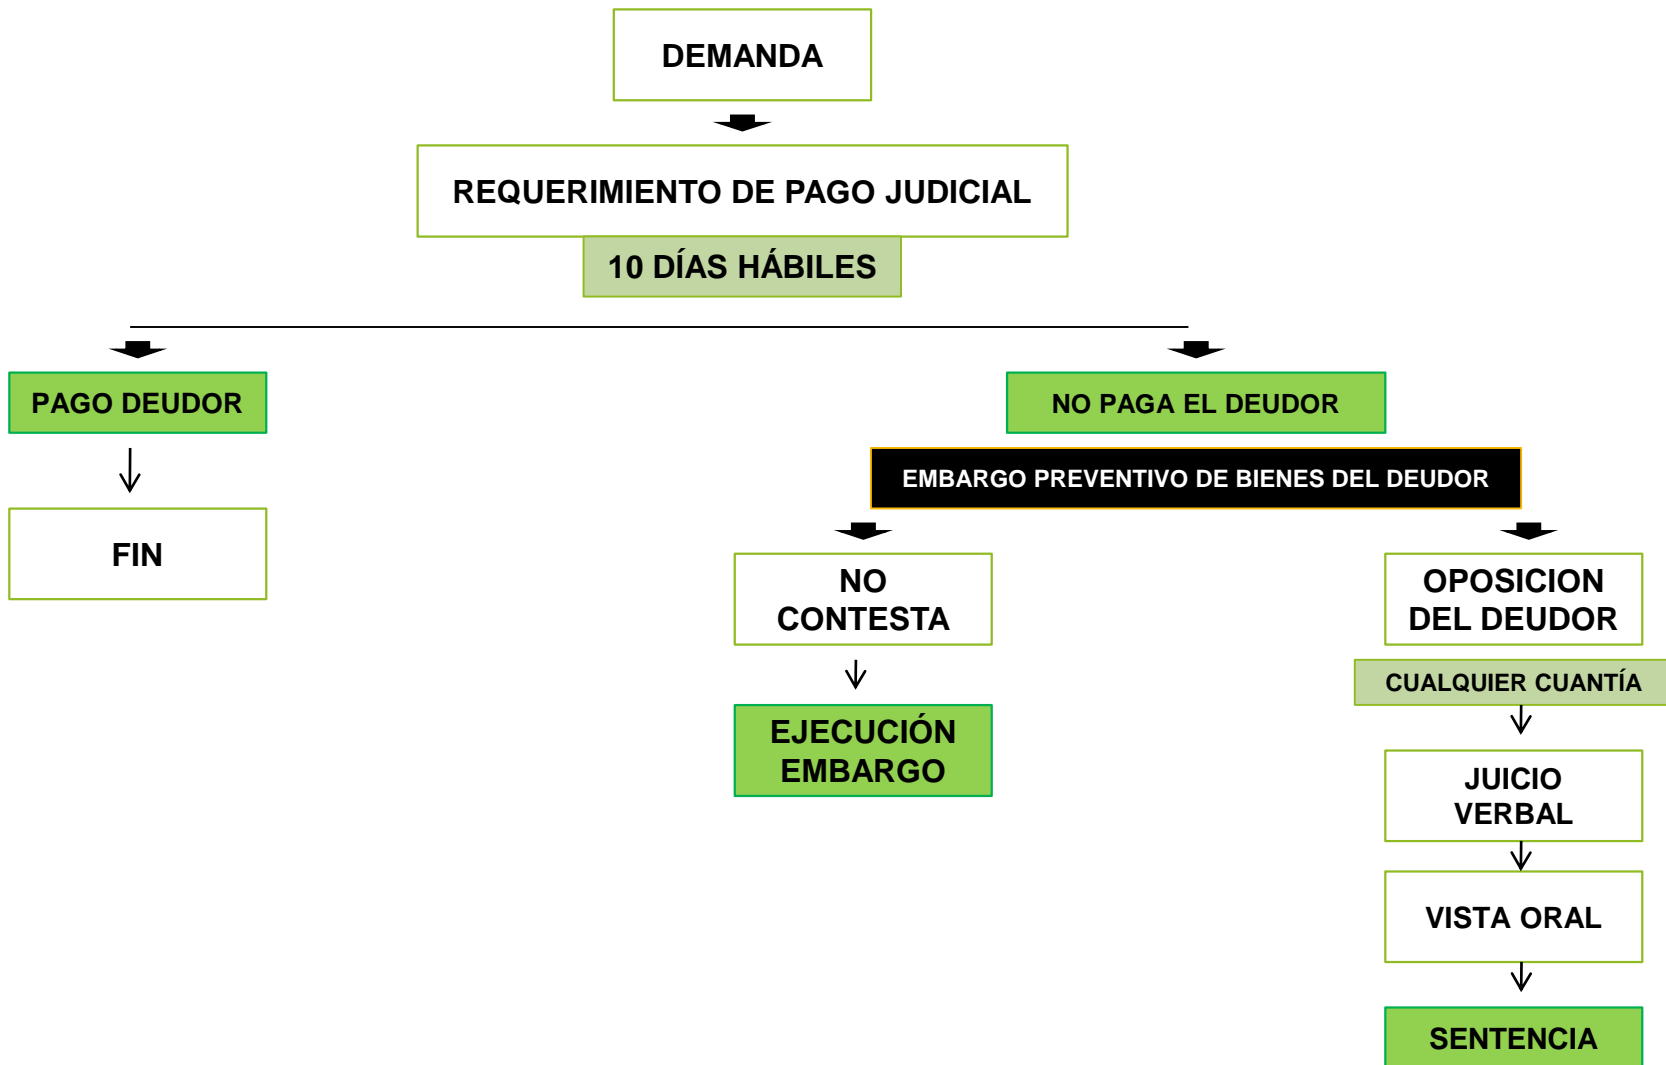 DEMANDA
REQUERIMIENTO DE PAGO JUDICIAL
10 DÍAS HÁBILES
PAGO DEUDOR
NO PAGA EL DEUDOR
EMBARGO PREVENTIVO DE BIENES DEL DEUDOR
FIN
NO
CONTESTA
OPOSICION
DEL DEUDOR
CUALQUIER CUANTÍA
EJECUCIÓN
EMBARGO
JUICIO
VERBAL
VISTA ORAL
SENTENCIA